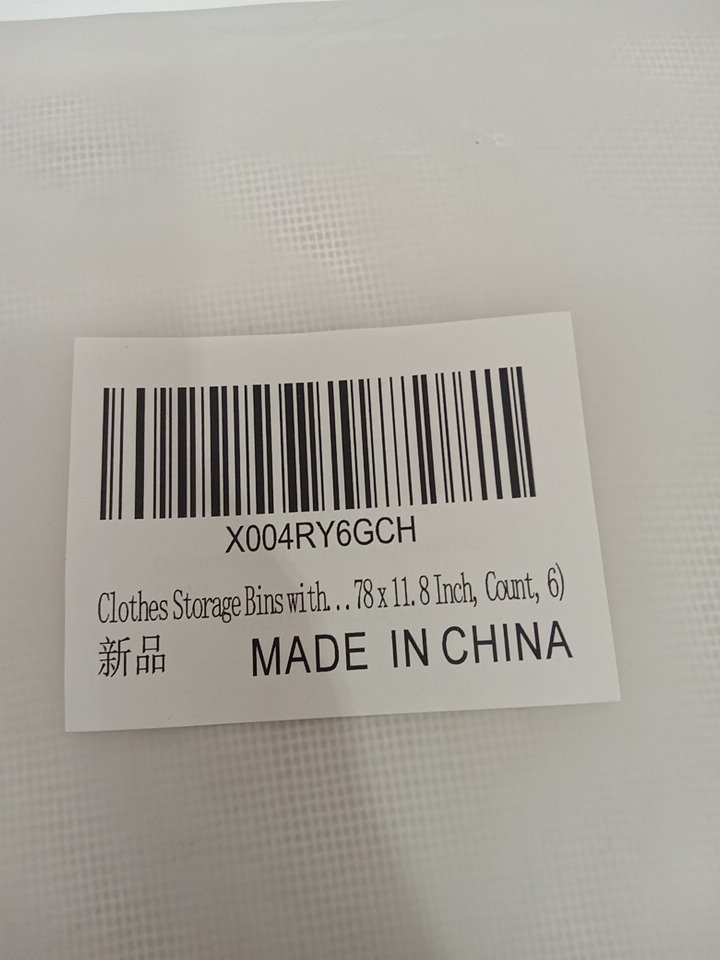 X004RY6GCH
Clothes Storage Bins with...78 x 11.8 Inch, Count, 6)
新品 MADE IN CHINA